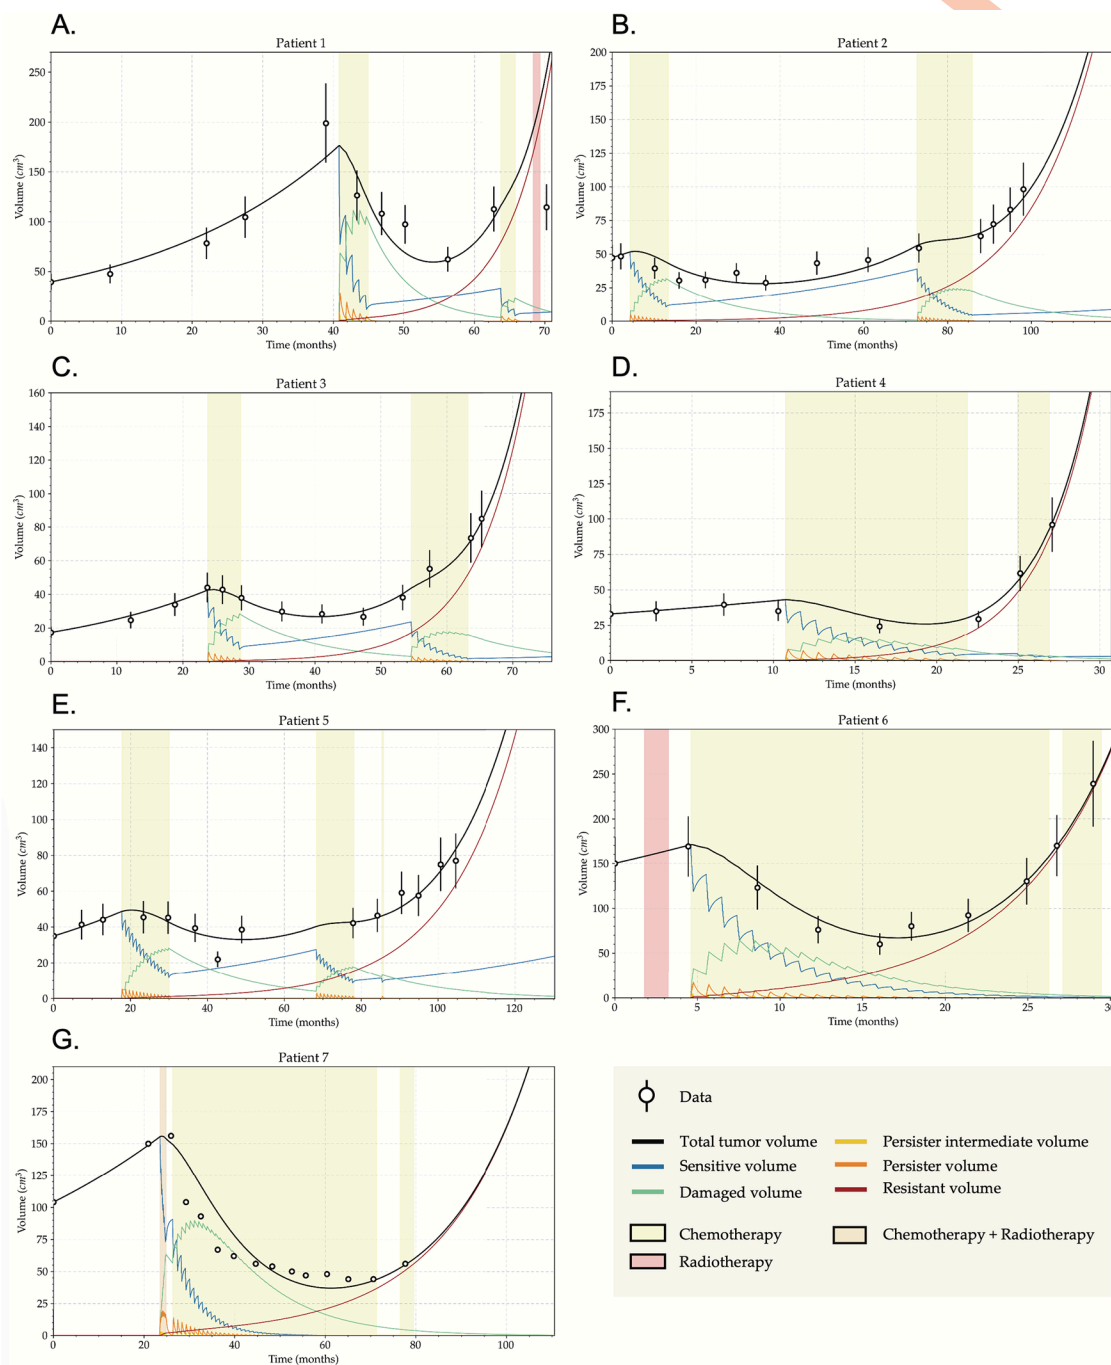 A.
Patient 1
250
200
150
100
50
0
Volume (cm³)
0 10 20 30 40 50 60 70
Time (months)
B.
Patient 2
200
175
150
125
100
75
50
25
0
Volume (cm³)
0 20 40 60 80 100
Time (months)
C.
Patient 3
160
140
120
100
80
60
40
20
0
Volume (cm³)
0 10 20 30 40 50 60 70
Time (months)
D.
Patient 4
175
150
125
100
75
50
25
0
Volume (cm³)
0 5 10 15 20 25 30
Time (months)
E.
Patient 5
140
120
100
80
60
40
20
0
Volume (cm³)
0 20 40 60 80 100 120
Time (months)
F.
Patient 6
300
250
200
150
100
50
0
Volume (cm³)
0 5 10 15 20 25 30
Time (months)
G.
Patient 7
200
175
150
125
100
75
50
25
0
Volume (cm³)
0 20 40 60 80 100
Time (months)
Data
Total tumor volume
Sensitive volume
Damaged volume
Persister intermediate volume
Persister volume
Resistant volume
Chemotherapy
Radiotherapy
Chemotherapy + Radiotherapy